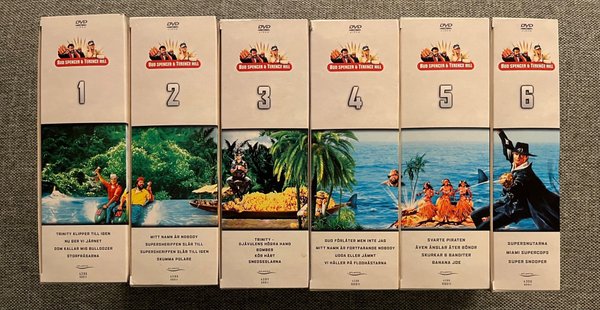 DVD
BUD SPENCER & TERENCE HILL
1
TRINITY KLIPPER TILL IGEN
NU GÖR VI JÄRNET
DOM KALLAR MIG BULLDOZER
STORFRÄSARNA
DVD
BUD SPENCER & TERENCE HILL
2
MITT NAMN ÄR NOBODY
SUPERSHERIFFEN SLÅR TILL
SUPERSHERIFFEN SLÅR TILL IGEN
SKUMMA POLARE
DVD
BUD SPENCER & TERENCE HILL
3
TRINITY -
DJÄVULENS HÖGRA HAND
BOMBER
KÖR HÅRT
SMOCKDOLLARNA
DVD
BUD SPENCER & TERENCE HILL
4
GUD FÖRLÅTER MEN INTE JAG
MITT NAMN ÄR FORTFARANDE NOBODY
UDDA ELLER JÄMNT
VI HÅLLER PÅ FLODHÄSTARNA
DVD
BUD SPENCER & TERENCE HILL
5
SVARTE PIRATEN
ÄVEN ÄNGLAR ÄTER BÖNOR
SKURKAR & BANDITER
BANANA JOE
DVD
BUD SPENCER & TERENCE HILL
6
SUPERSNUTARNA
MIAMI SUPERCOPS
SUPER SNOOPER